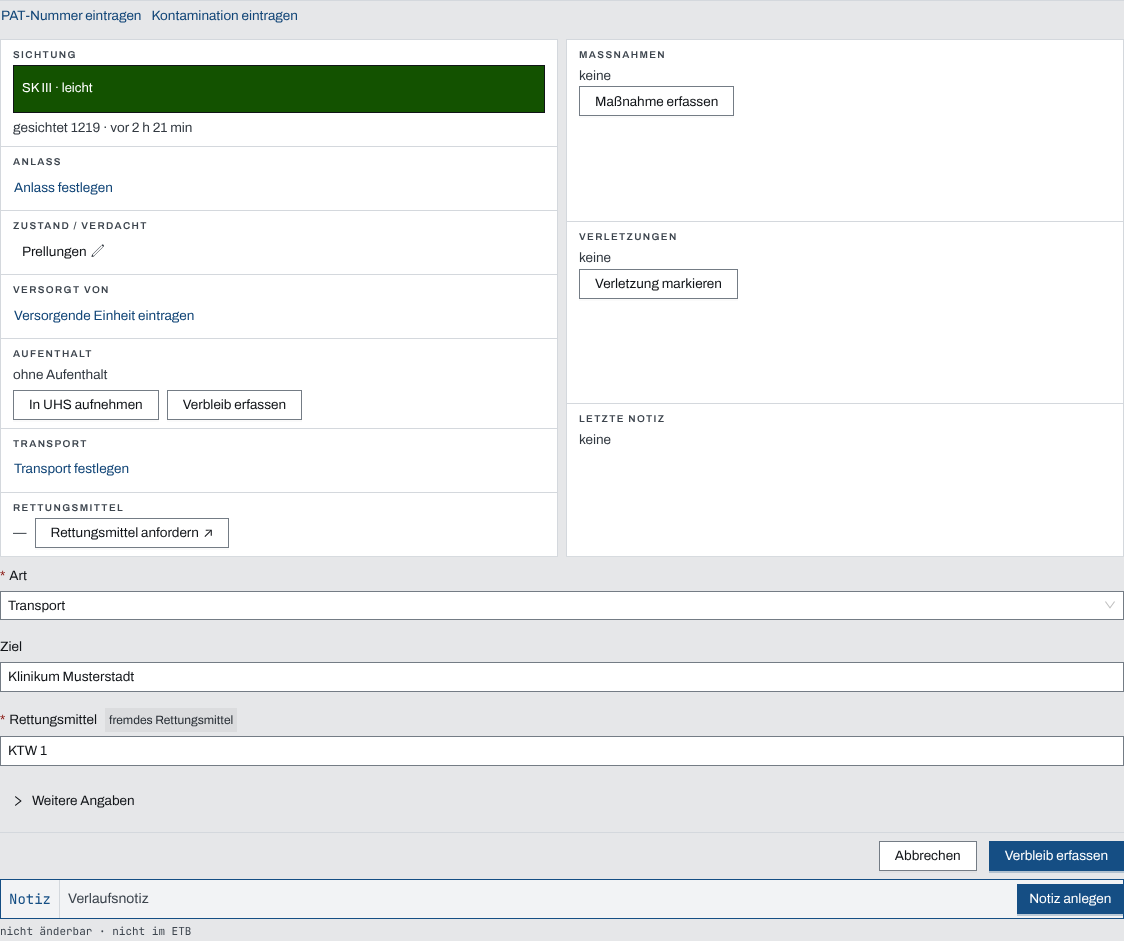 PAT-Nummer eintragen Kontamination eintragen
SICHTUNG
SK III · leicht
gesichtet 1219 · vor 2 h 21 min
ANLASS
Anlass festlegen
ZUSTAND / VERDACHT
Prellungen
VERSORGT VON
Versorgende Einheit eintragen
AUFENTHALT
ohne Aufenthalt
In UHS aufnehmen Verbleib erfassen
TRANSPORT
Transport festlegen
RETTUNGSMITTEL
— Rettungsmittel anfordern ↗
MASSNAHMEN
keine
Maßnahme erfassen
VERLETZUNGEN
keine
Verletzung markieren
LETZTE NOTIZ
keine
* Art
Transport
Ziel
Klinikum Musterstadt
* Rettungsmittel fremdes Rettungsmittel
KTW 1
Weitere Angaben
Abbrechen Verbleib erfassen
Notiz Verlaufsnotiz Notiz anlegen
nicht änderbar · nicht im ETB